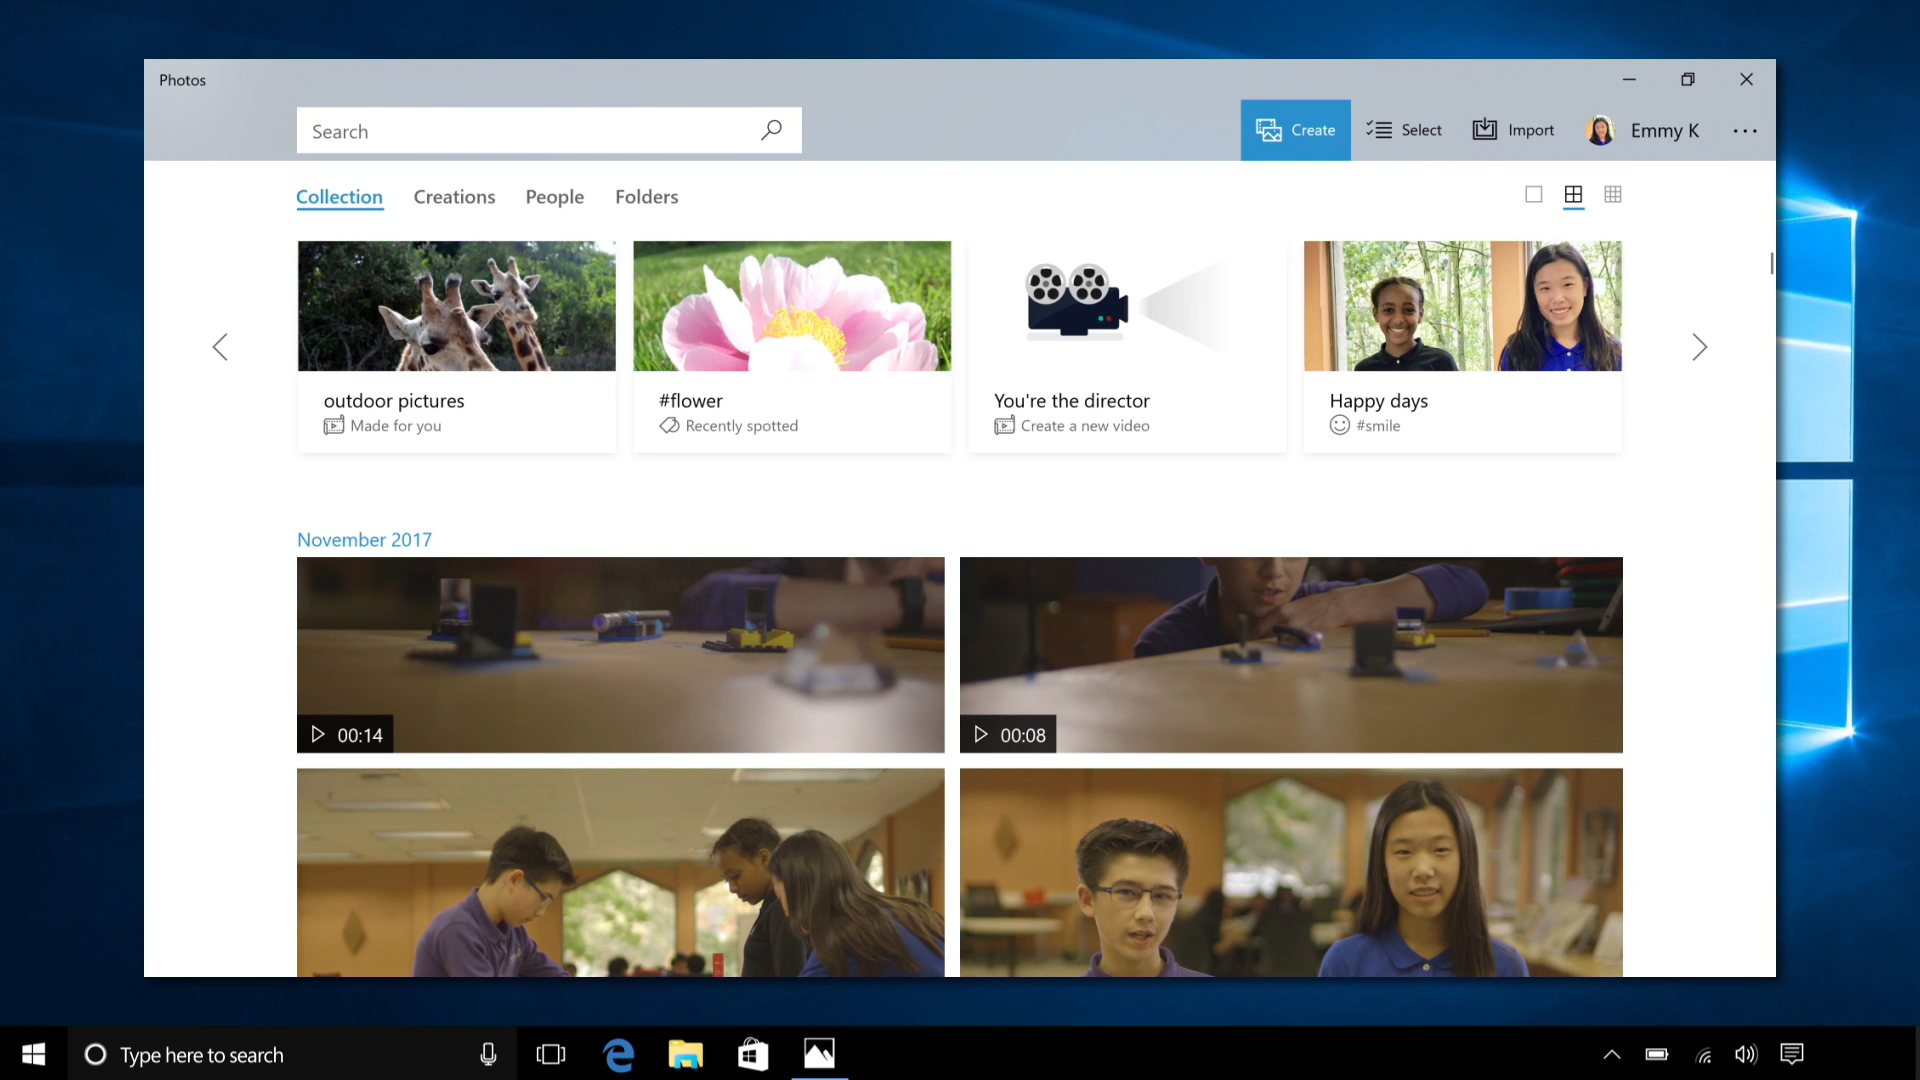 Photos
Search
Create
Select
Import
Emmy K
Collection
Creations
People
Folders
outdoor pictures
Made for you
#flower
Recently spotted
You're the director
Create a new video
Happy days
#smile
November 2017
00:14
00:08
Type here to search